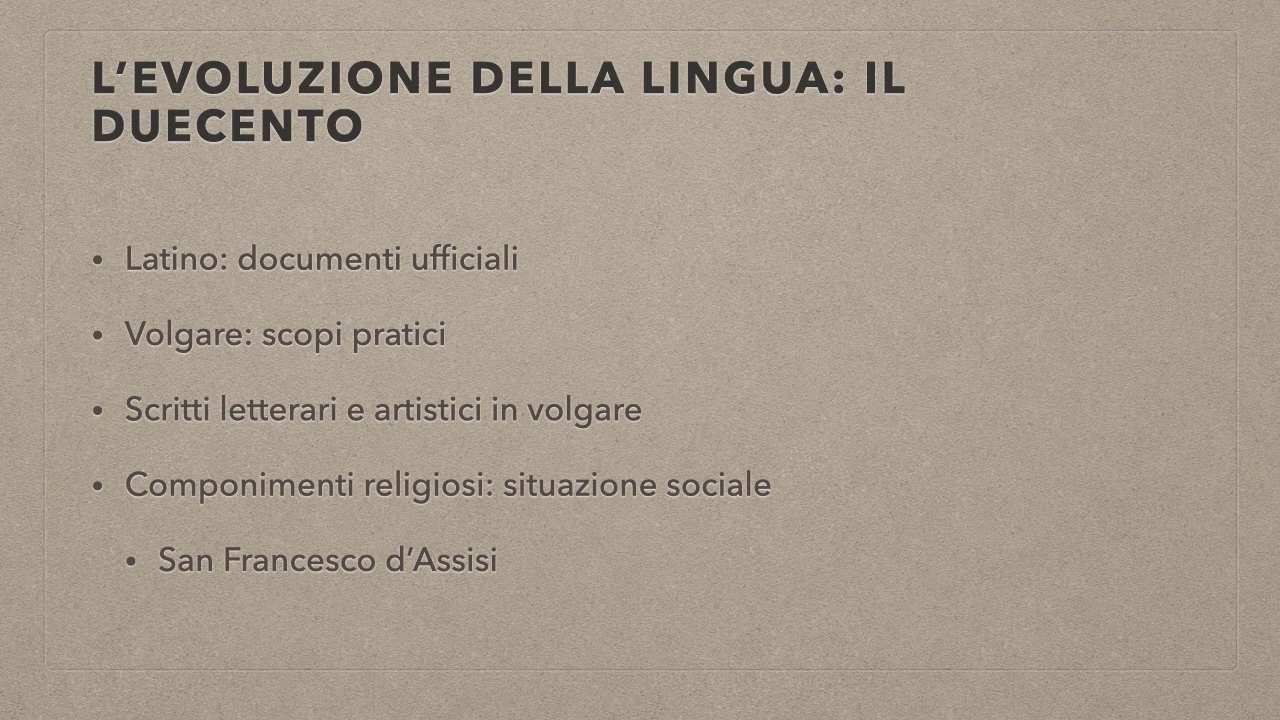 L’EVOLUZIONE DELLA LINGUA: IL
DUECENTO
• Latino: documenti ufficiali
• Volgare: scopi pratici
• Scritti letterari e artistici in volgare
• Componimenti religiosi: situazione sociale
• San Francesco d’Assisi